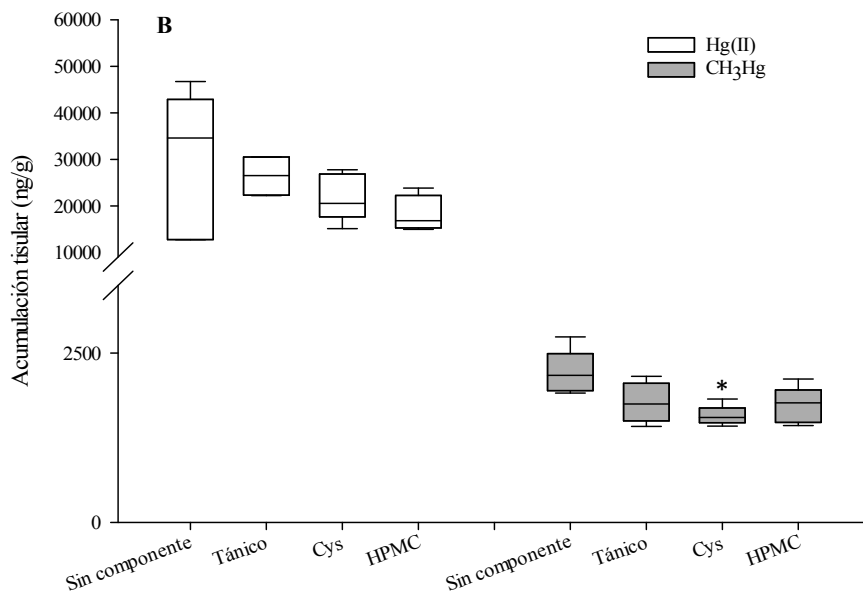 B
Hg(II)
CH3Hg
Acumulación tisular (ng/g)
60000
50000
40000
30000
20000
10000
2500
0
*
Sin componente
Tánico
Cys
HPMC
Sin componente
Tánico
Cys
HPMC